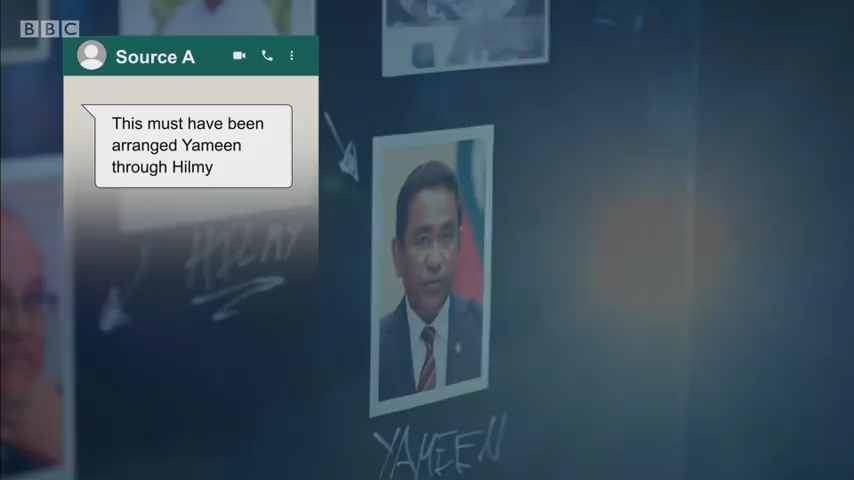 BBC
Source A
This must have been
arranged Yameen
through Hilmy
HILMY
YAMEEN